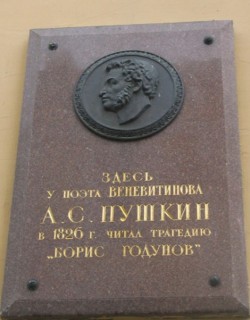 ЗДЕСЬ
У ПОЭТА ВЕНЕВИТИНОВА
А.С. ПУШКИН
В 1826 Г. ЧИТАЛ ТРАГЕДИЮ
„БОРИС ГОДУНОВ"